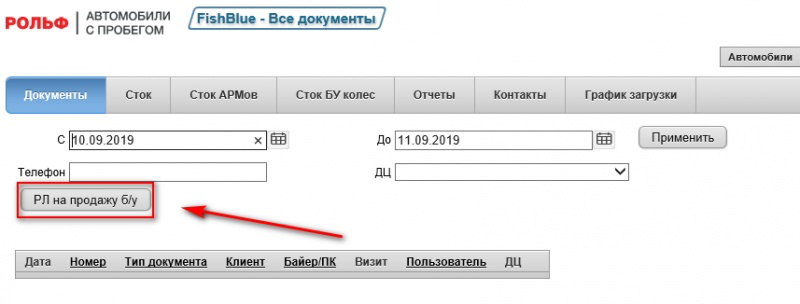 РОЛЬФ | АВТОМОБИЛИ С ПРОБЕГОМ
FishBlue - Все документы
Автомобили
Документы Сток Сток АРМов Сток БУ колес Отчеты Контакты График загрузки
С 10.09.2019 × До 11.09.2019 Применить
Телефон ДЦ
РЛ на продажу б/у
Дата Номер Тип документа Клиент Байер/ПК Визит Пользователь ДЦ